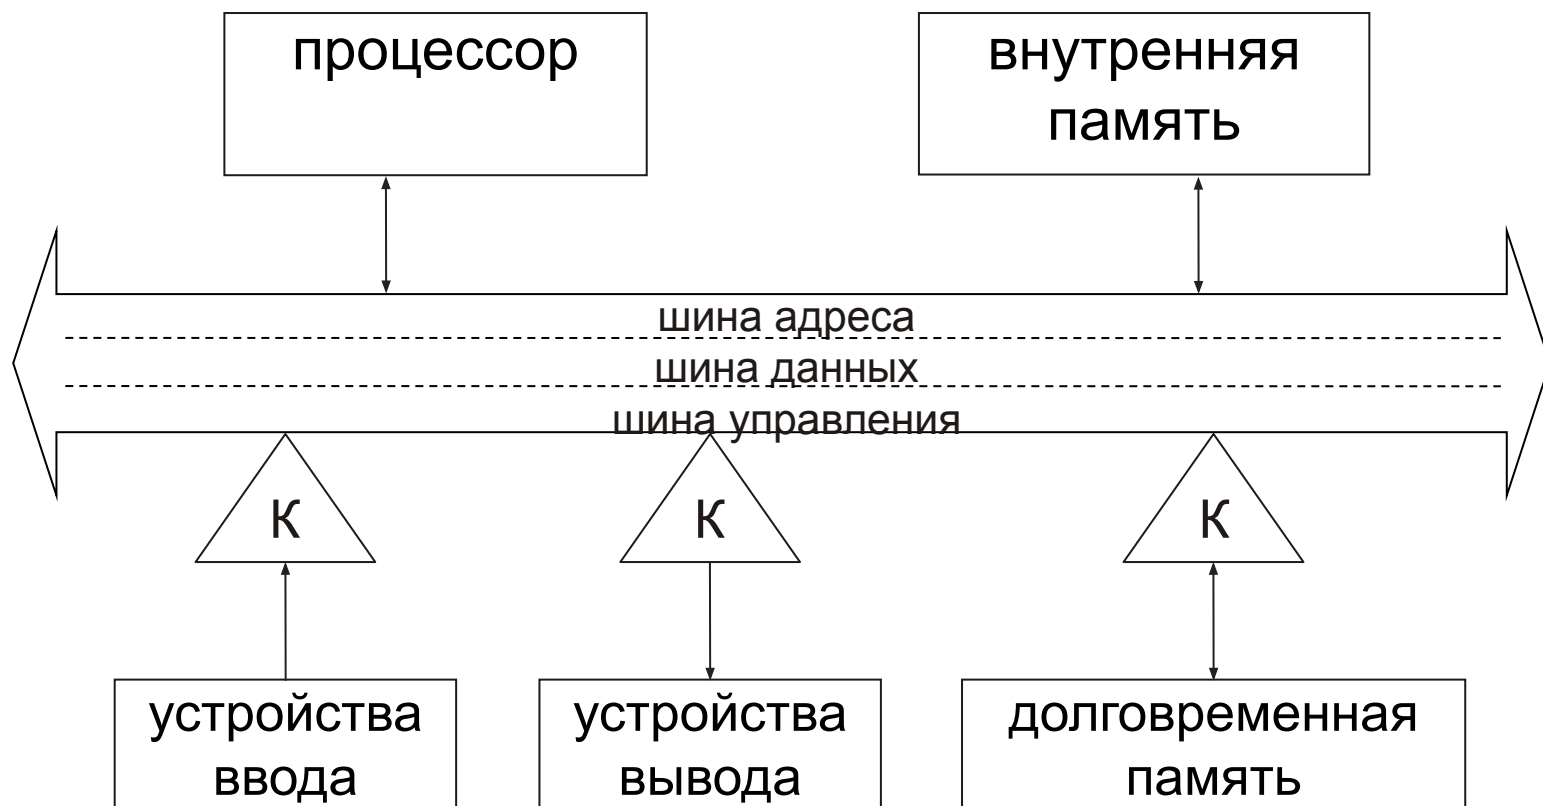 процессор
внутренняя
память
шина адреса
шина данных
шина управления
К
К
К
устройства
ввода
устройства
вывода
долговременная
память